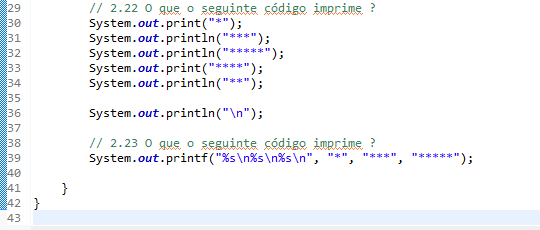 29 // 2.22 O que o seguinte código imprime ?
30 System.out.print("*");
31 System.out.println("***");
32 System.out.println("*****");
33 System.out.print("****");
34 System.out.println("**");
35
36 System.out.println("\n");
37
38 // 2.23 O que o seguinte código imprime ?
39 System.out.printf("%s\n%s\n%s\n", "*", "***", "*****");
40
41 }
42 }
43